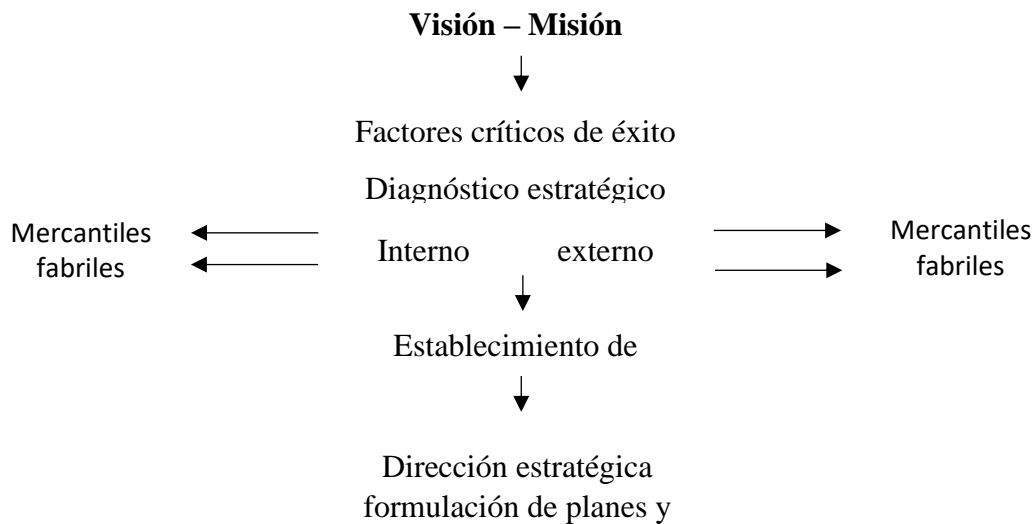 Visión – Misión
Factores críticos de éxito
Diagnóstico estratégico
Mercantiles
fabriles
Interno externo
Mercantiles
fabriles
Establecimiento de
Dirección estratégica
formulación de planes y